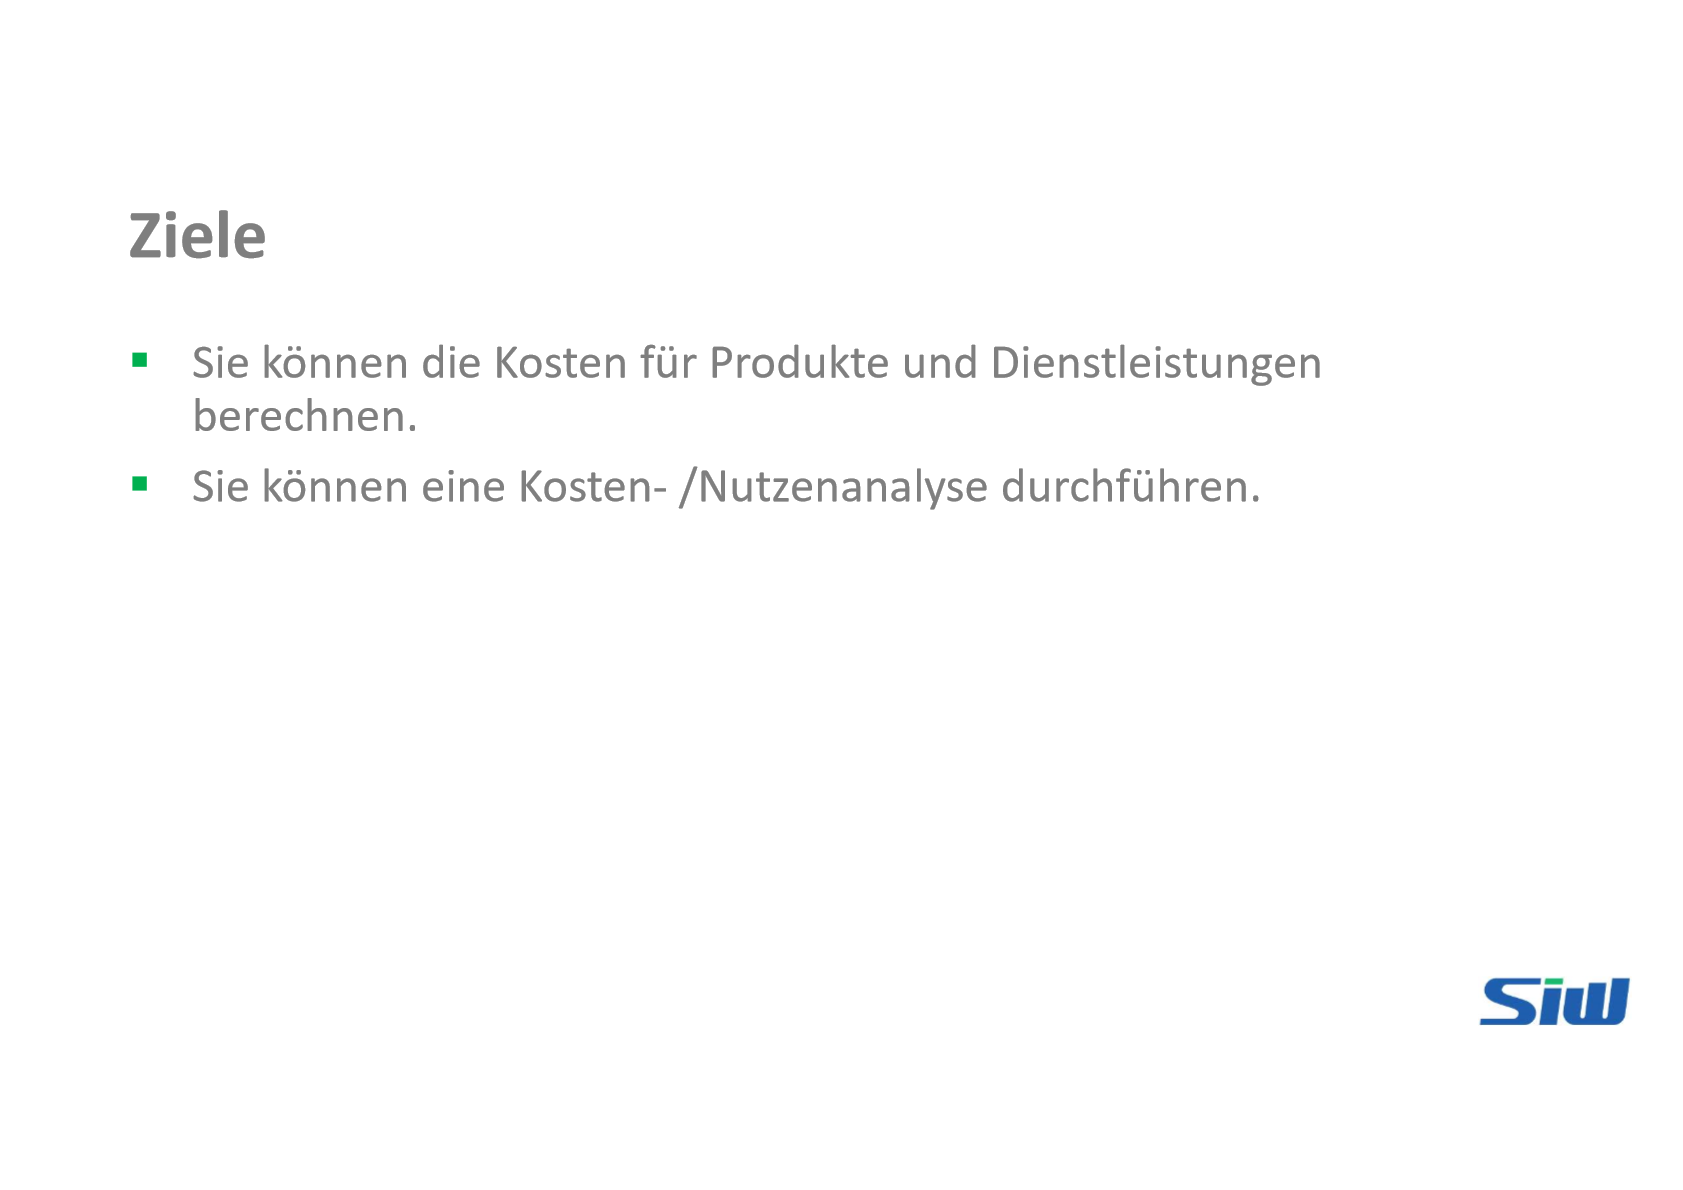 Ziele
▪ Sie können die Kosten für Produkte und Dienstleistungen
berechnen.
▪ Sie können eine Kosten- /Nutzenanalyse durchführen.
Siw